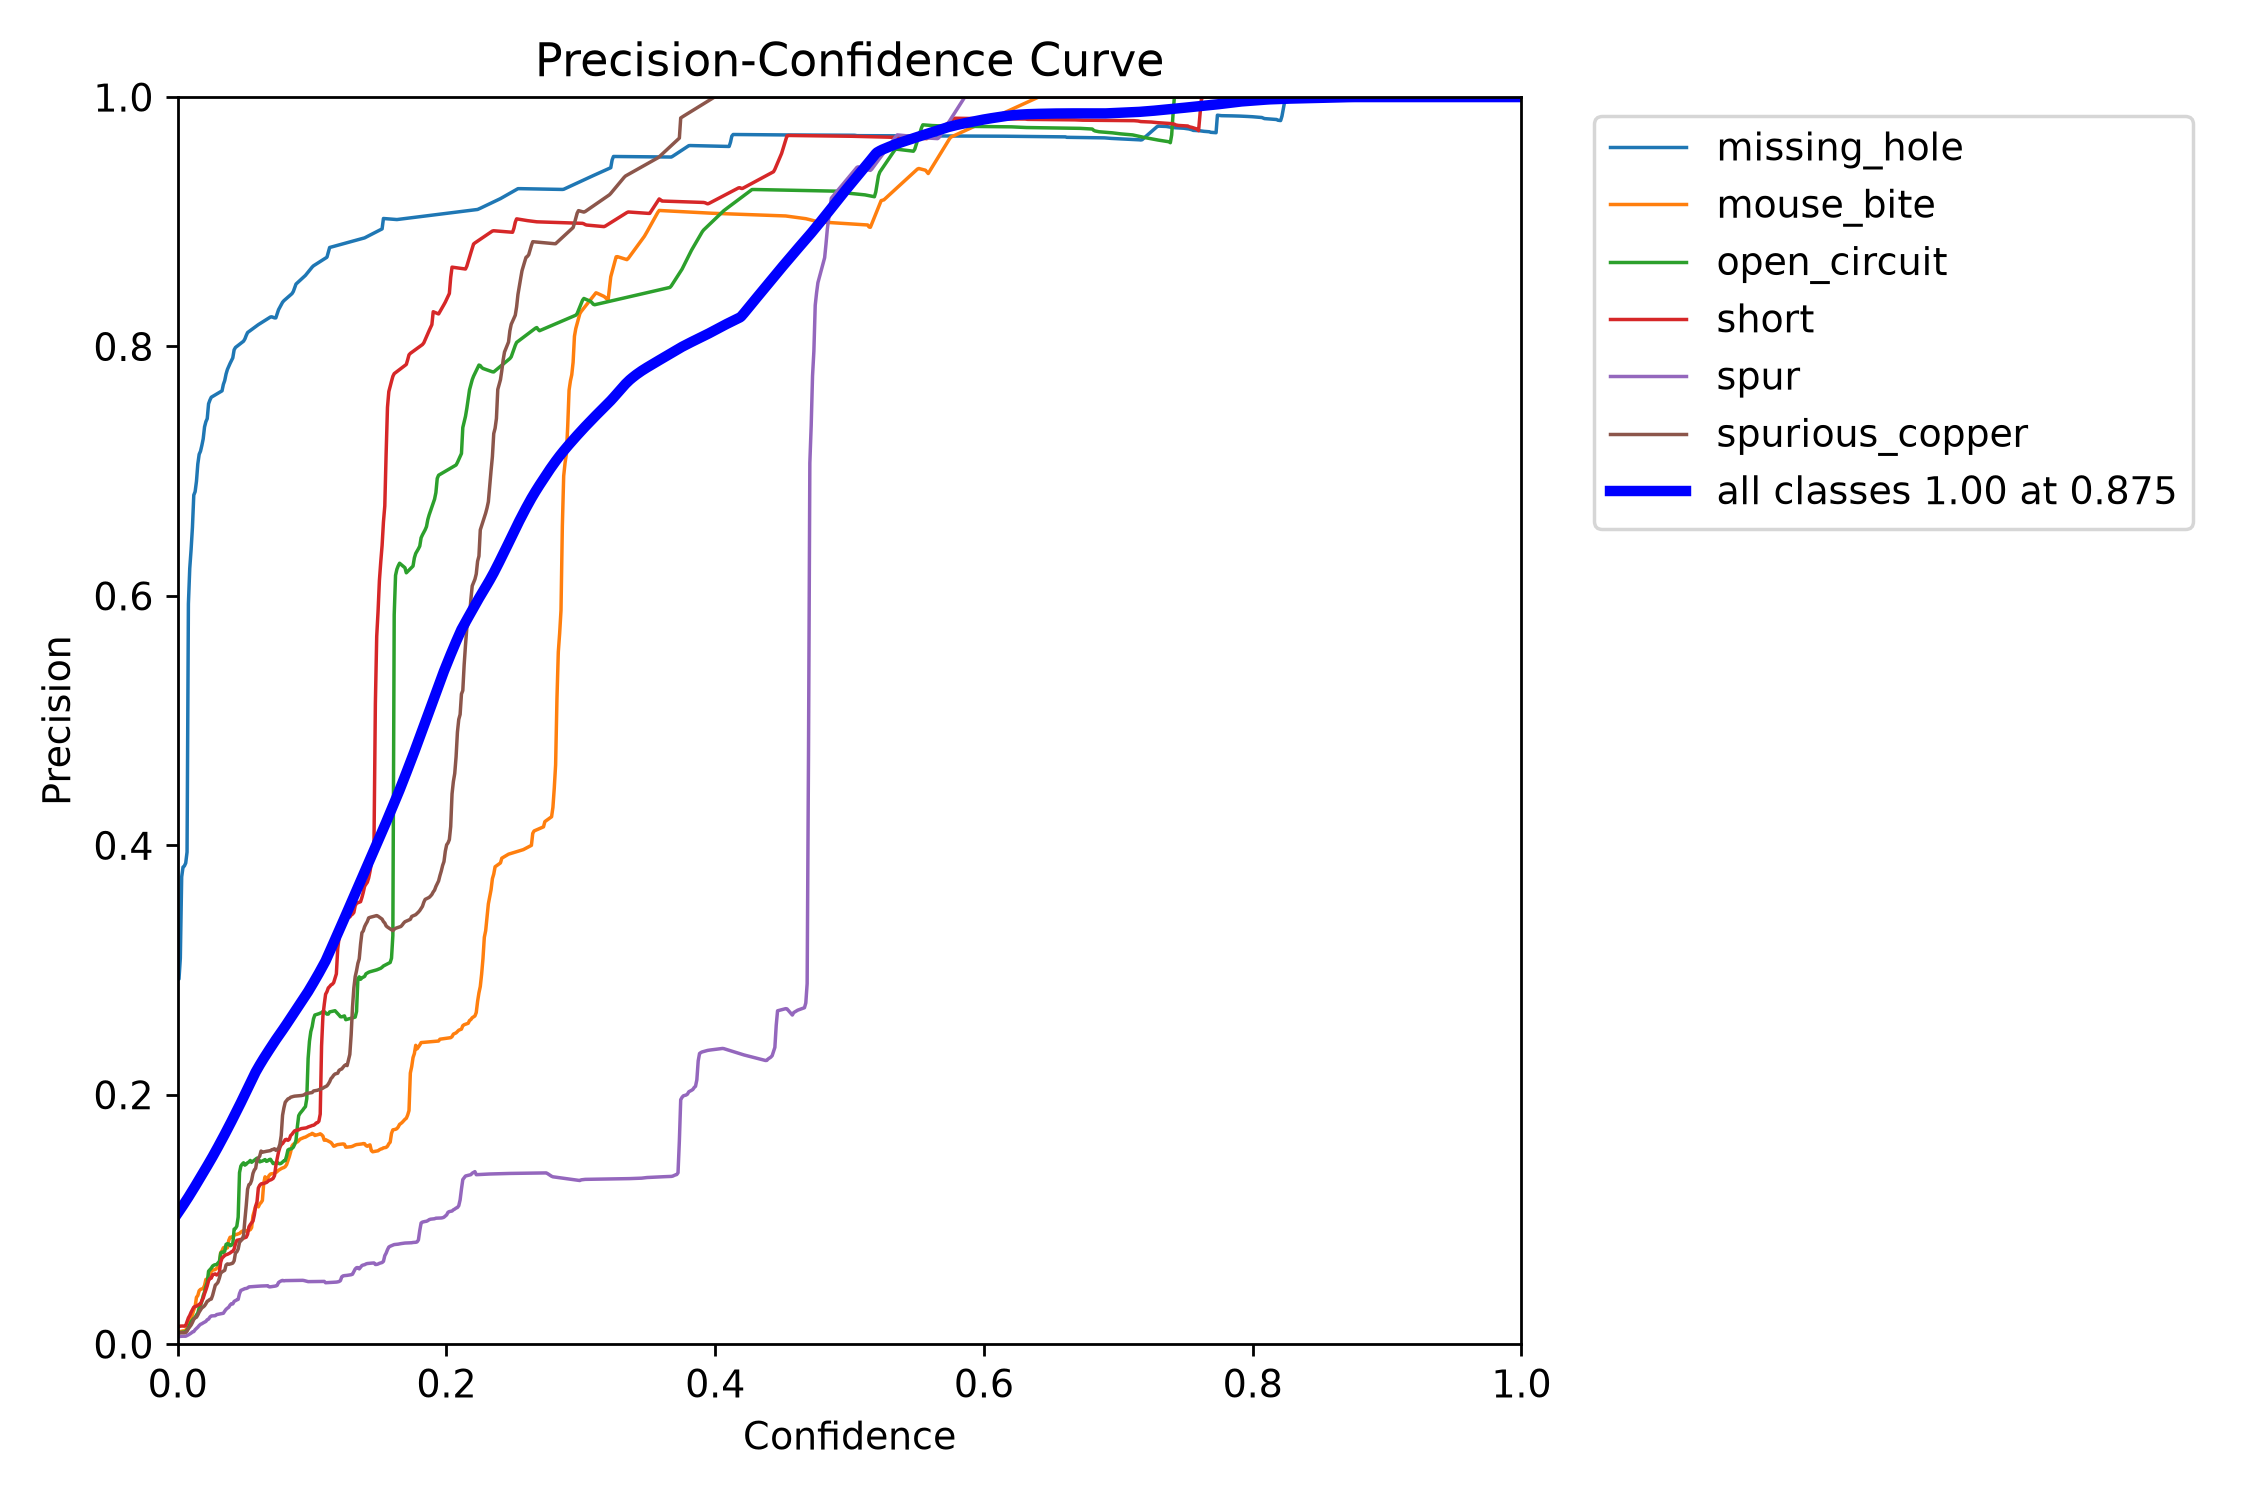 Precision-Confidence Curve
1.0
0.8
0.6
0.4
0.2
0.0
Precision
0.0 0.2 0.4 0.6 0.8 1.0
Confidence
missing_hole
mouse_bite
open_circuit
short
spur
spurious_copper
all classes 1.00 at 0.875